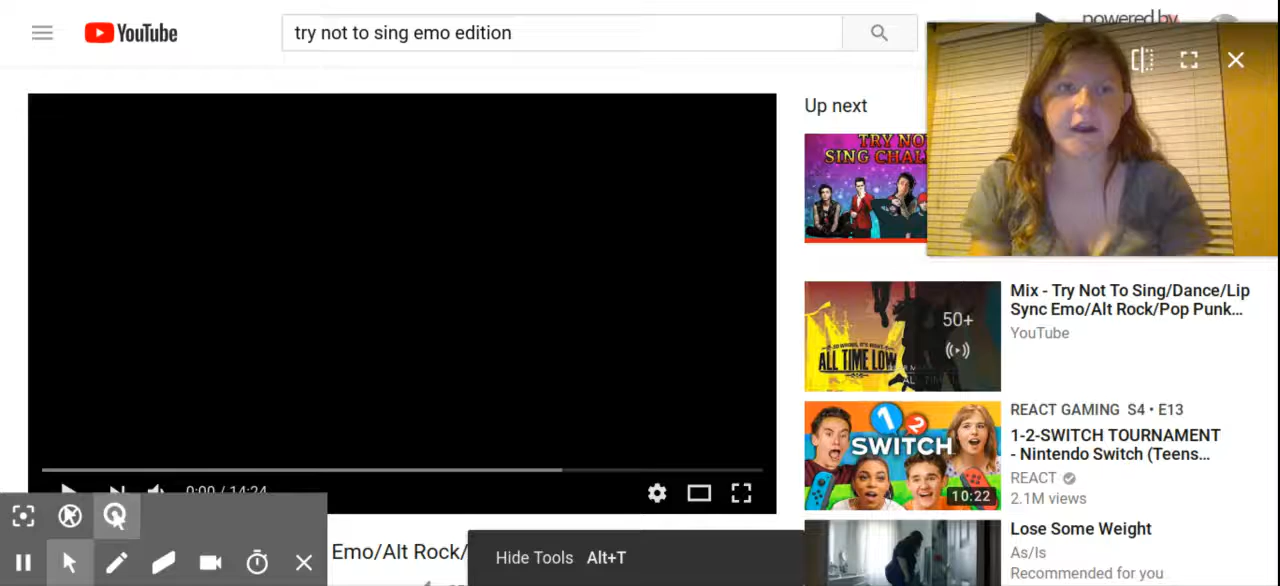 YouTube
try not to sing emo edition
powered by
Up next
TRY NO
SING CHAL
50+
ALL TIME LOW
Mix - Try Not To Sing/Dance/Lip
Sync Emo/Alt Rock/Pop Punk...
YouTube
1 2
SWITCH
10:22
REACT GAMING S4 • E13
1-2-SWITCH TOURNAMENT
- Nintendo Switch (Teens...
REACT
2.1M views
0:00 / 14:24
Emo/Alt Rock/
Hide Tools Alt+T
Lose Some Weight
As/Is
Recommended for you